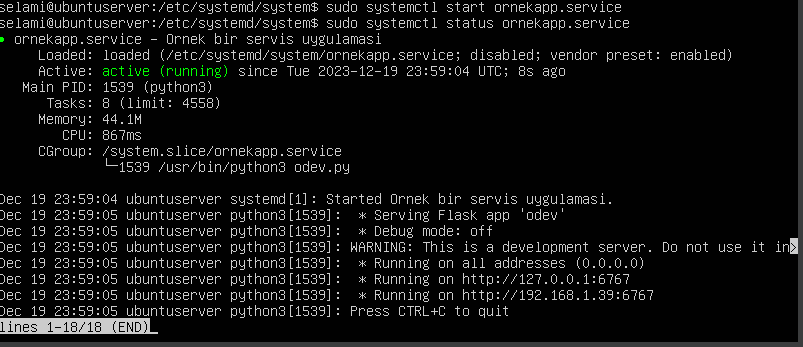 selami@ubuntuserver:/etc/systemd/system$ sudo systemctl start ornekapp.service
selami@ubuntuserver:/etc/systemd/system$ sudo systemctl status ornekapp.service
● ornekapp.service - Ornek bir servis uygulamasi
Loaded: loaded (/etc/systemd/system/ornekapp.service; disabled; vendor preset: enabled)
Active: active (running) since Tue 2023-12-19 23:59:04 UTC; 8s ago
Main PID: 1539 (python3)
Tasks: 8 (limit: 4558)
Memory: 44.1M
CPU: 867ms
CGroup: /system.slice/ornekapp.service
└─1539 /usr/bin/python3 odev.py
Dec 19 23:59:04 ubuntuserver systemd[1]: Started Ornek bir servis uygulamasi.
Dec 19 23:59:05 ubuntuserver python3[1539]:  * Serving Flask app 'odev'
Dec 19 23:59:05 ubuntuserver python3[1539]:  * Debug mode: off
Dec 19 23:59:05 ubuntuserver python3[1539]: WARNING: This is a development server. Do not use it in>
Dec 19 23:59:05 ubuntuserver python3[1539]:  * Running on all addresses (0.0.0.0)
Dec 19 23:59:05 ubuntuserver python3[1539]:  * Running on http://127.0.0.1:6767
Dec 19 23:59:05 ubuntuserver python3[1539]:  * Running on http://192.168.1.39:6767
Dec 19 23:59:05 ubuntuserver python3[1539]: Press CTRL+C to quit
lines 1-18/18 (END)